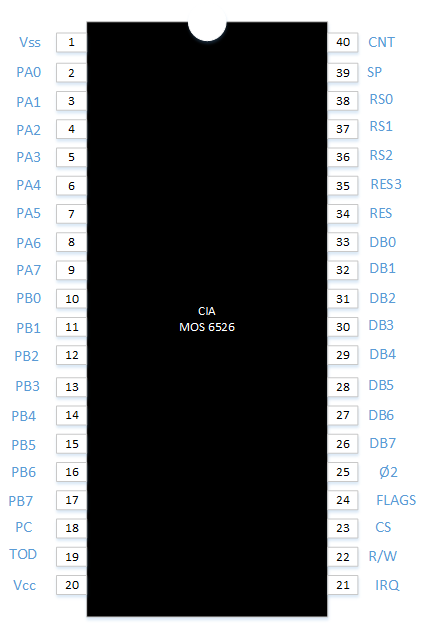 Vss 1 40 CNT
PA0 2 39 SP
PA1 3 38 RS0
PA2 4 37 RS1
PA3 5 36 RS2
PA4 6 35 RES3
PA5 7 34 RES
PA6 8 33 DB0
PA7 9 32 DB1
PB0 10 31 DB2
CIA
MOS 6526
PB1 11 30 DB3
PB2 12 29 DB4
PB3 13 28 DB5
PB4 14 27 DB6
PB5 15 26 DB7
PB6 16 25 Ø2
PB7 17 24 FLAGS
PC 18 23 CS
TOD 19 22 R/W
Vcc 20 21 IRQ